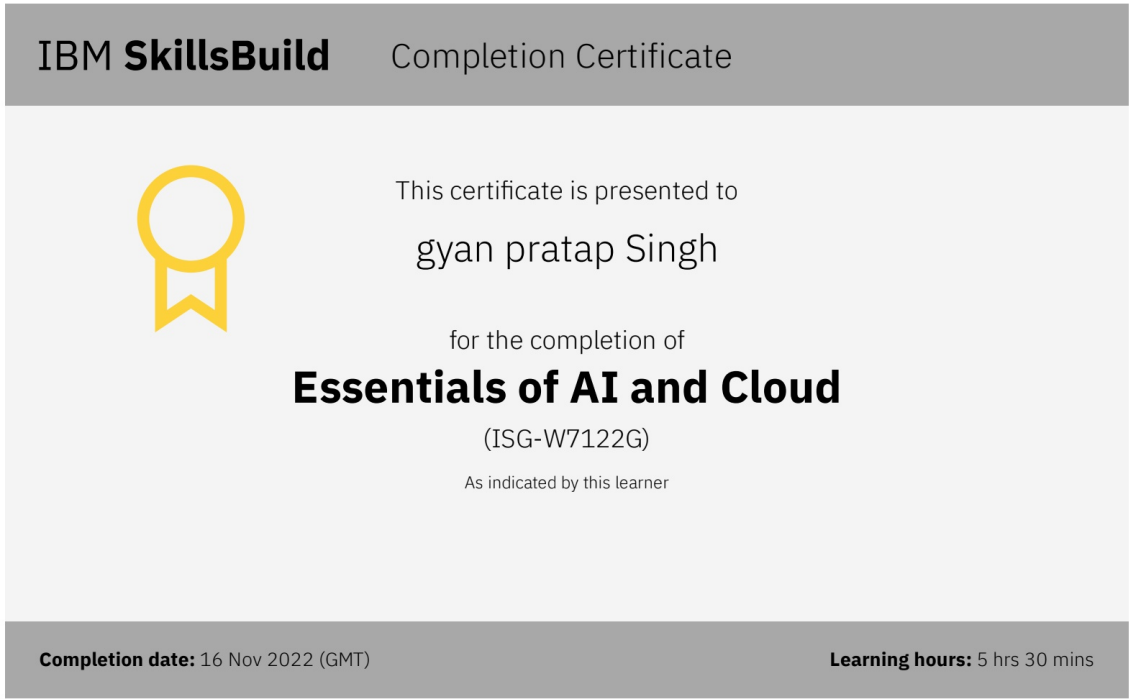 IBM SkillsBuild Completion Certificate
This certificate is presented to
gyan pratap Singh
for the completion of
Essentials of AI and Cloud
(ISG-W7122G)
As indicated by this learner
Completion date: 16 Nov 2022 (GMT) Learning hours: 5 hrs 30 mins